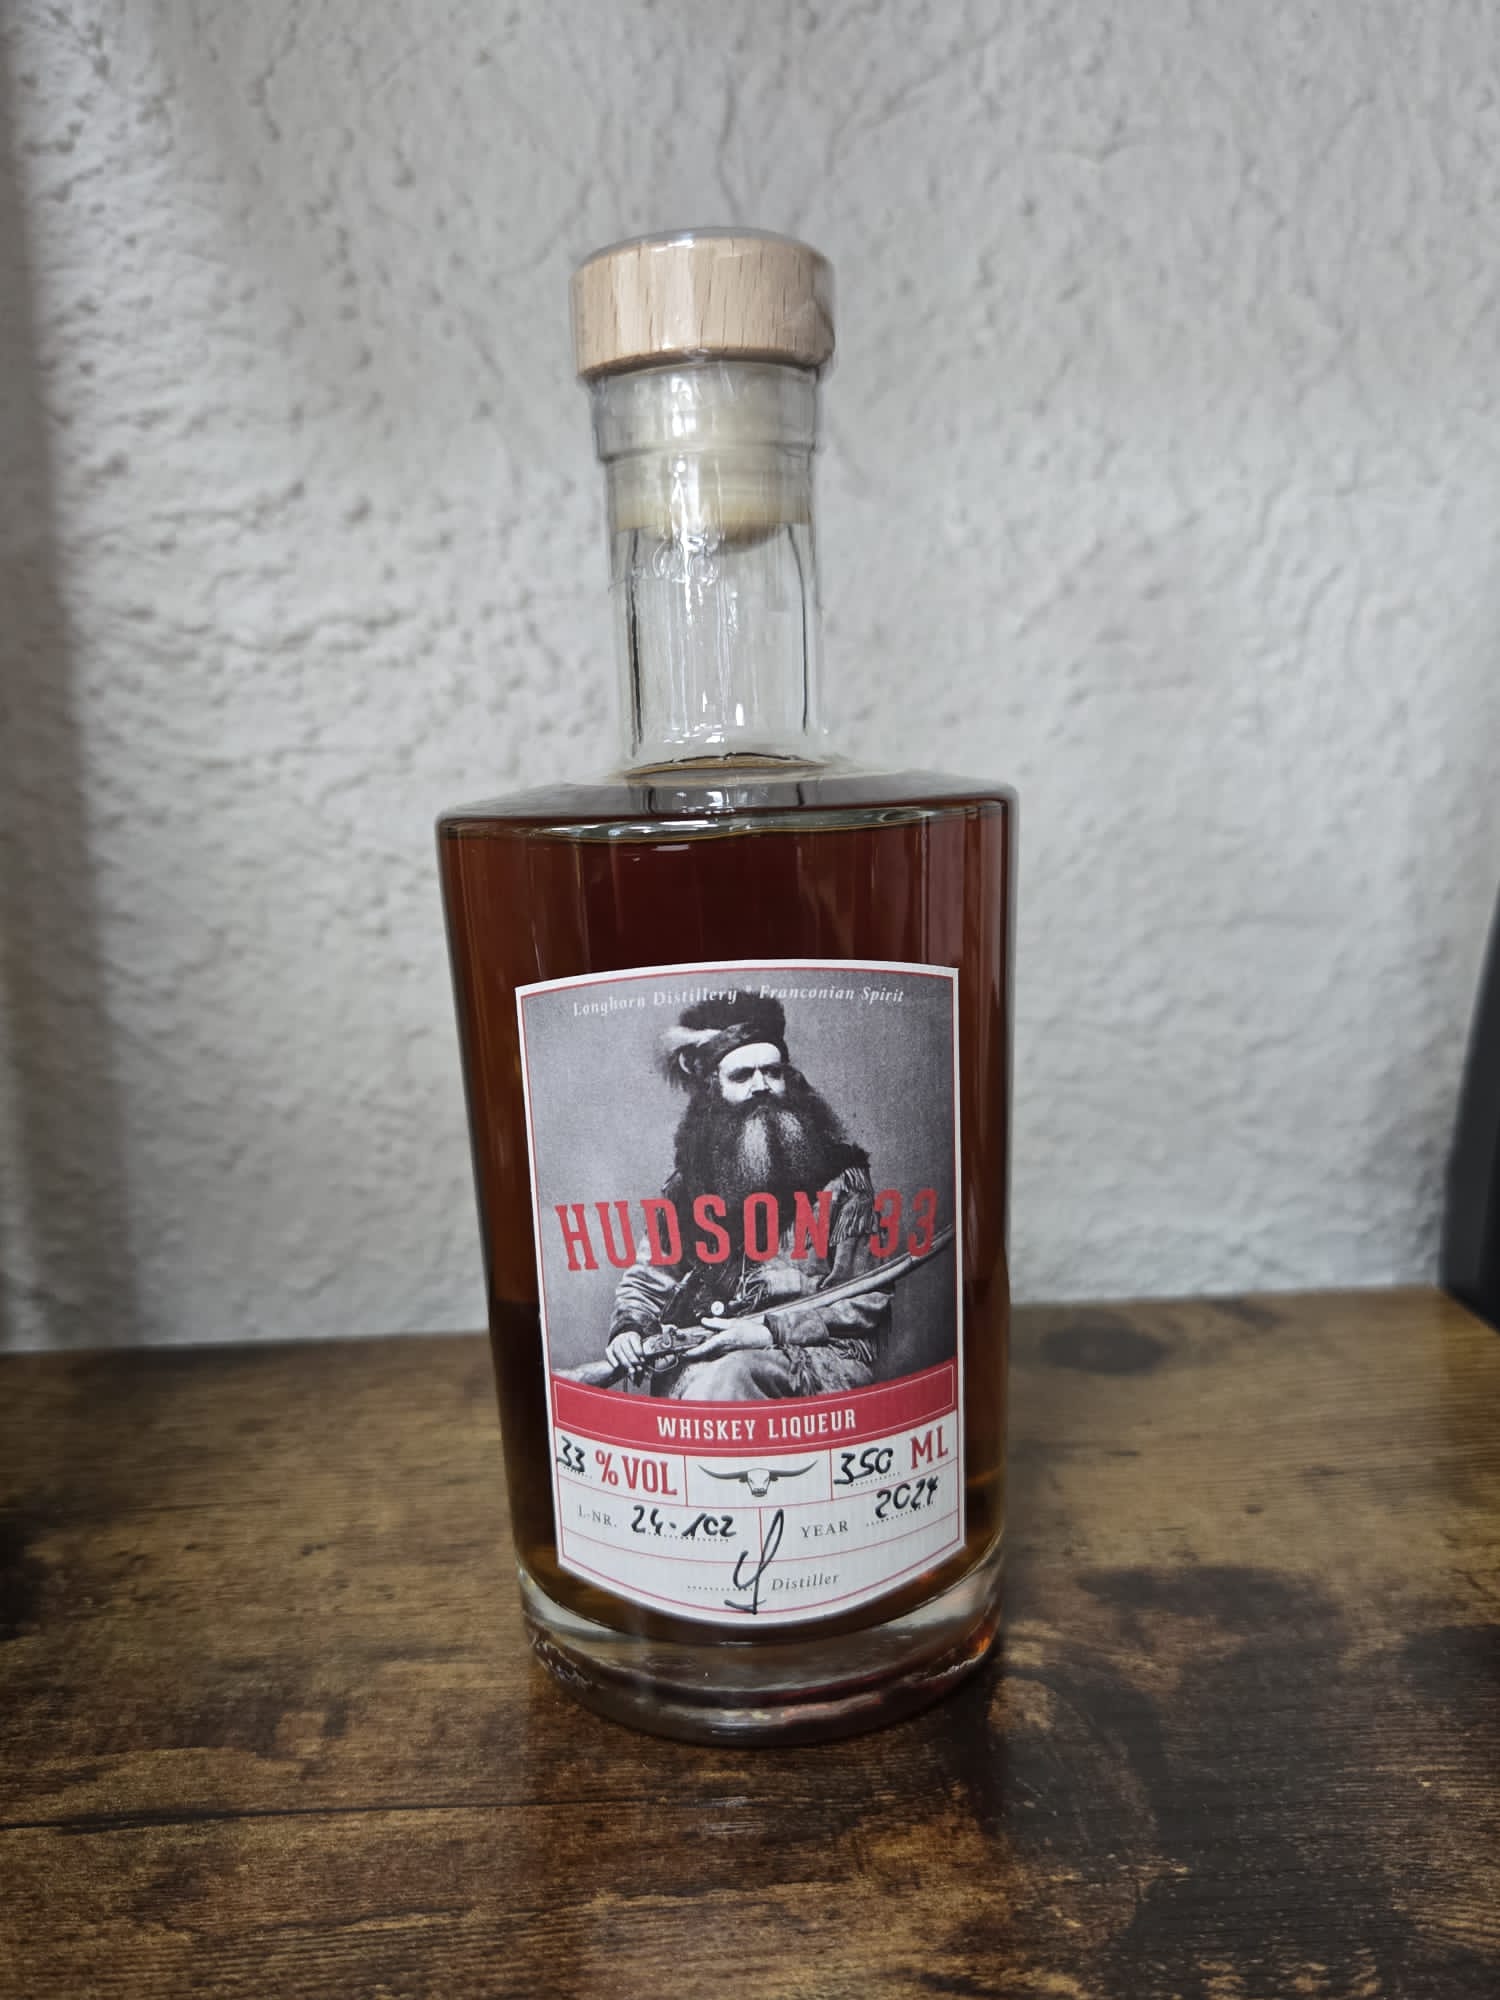 Longhorn Distillery * Franconian Spirit
HUDSON 33
WHISKEY LIQUEUR
33 %VOL 350 ML
L-NR. 24-102 YEAR 2024
Distiller